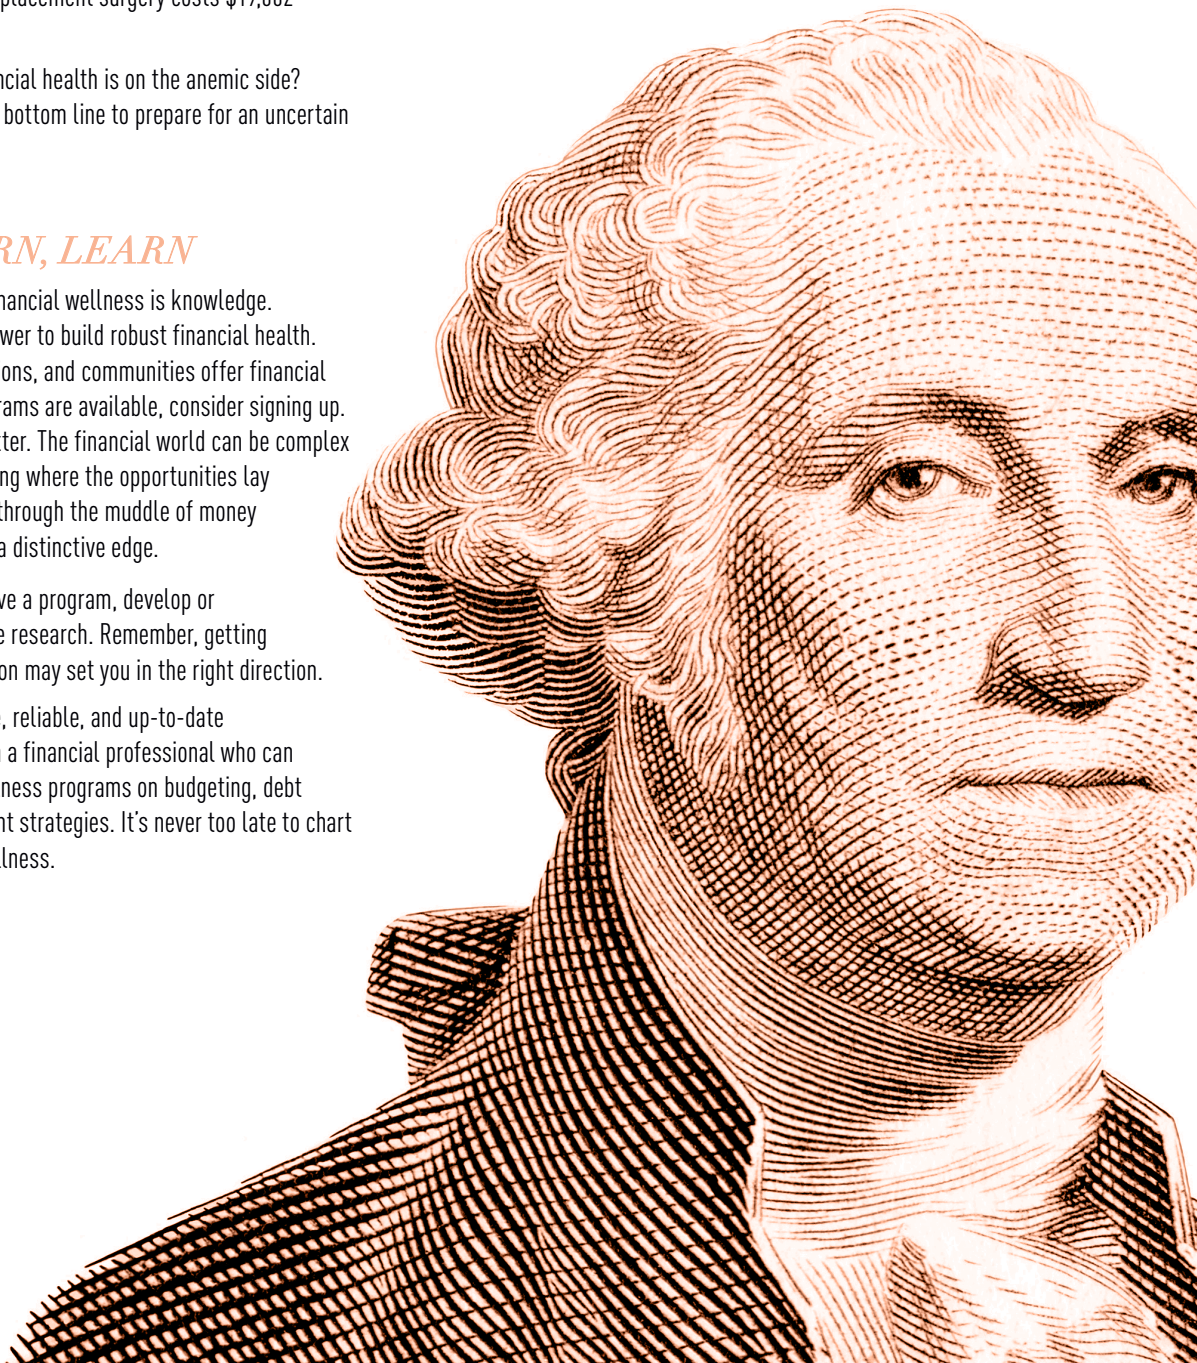 placement surgery costs $17,002
ncial health is on the anemic side?
bottom line to prepare for an uncertain
RN, LEARN
nancial wellness is knowledge.
wer to build robust financial health.
ons, and communities offer financial
rams are available, consider signing up.
tter. The financial world can be complex
ng where the opportunities lay
through the muddle of money
a distinctive edge.
ve a program, develop or
e research. Remember, getting
on may set you in the right direction.
, reliable, and up-to-date
a financial professional who can
ness programs on budgeting, debt
nt strategies. It's never too late to chart
lness.